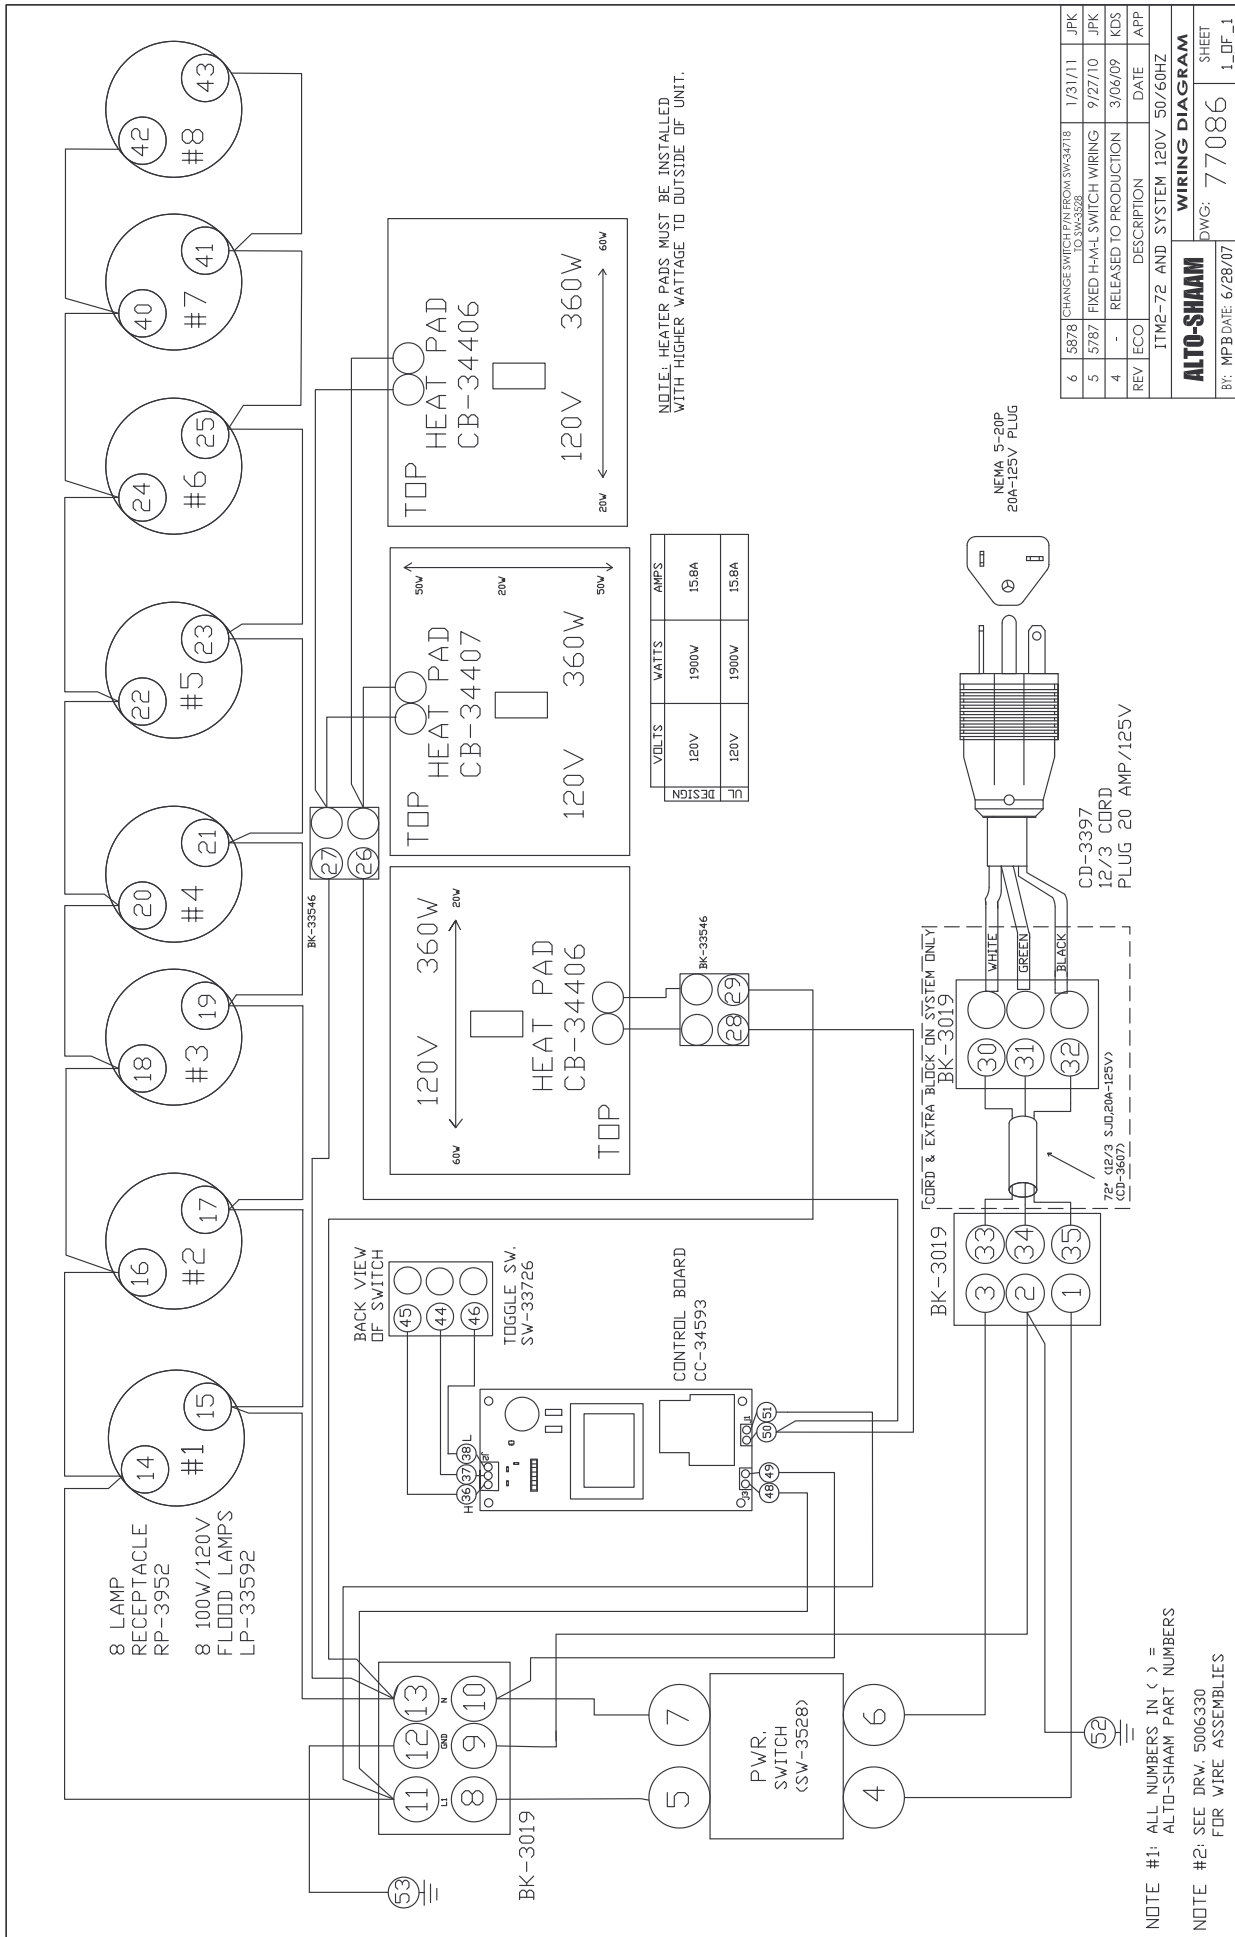 8 LAMP
RECEPTACLE
RP-3952
8 100W/120V
FLOOD LAMPS
LP-33592
14
15
#1
16
17
#2
18
19
#3
20
21
#4
22
23
#5
24
25
#6
40
41
#7
42
43
#8
53
11
12
13
L1
GND
N
8
9
10
BK-3019
BACK VIEW
OF SWITCH
45
44
46
TOGGLE SW.
SW-33726
H
36
37
38
L
J2
CONTROL BOARD
CC-34593
J3
J1
48
49
50
51
60W
20W
120V 360W
HEAT PAD
CB-34406
TOP
BK-33546
28
29
BK-33546
27
26
TOP
HEAT PAD
CB-34407
120V 360W
50W
20W
50W
TOP
HEAT PAD
CB-34406
120V 360W
20W
60W
NOTE: HEATER PADS MUST BE INSTALLED
WITH HIGHER WATTAGE TO OUTSIDE OF UNIT.
VOLTS WATTS AMPS
DESIGN 120V 1900W 15.8A
UL 120V 1900W 15.8A
5
7
PWR.
SWITCH
(SW-3528)
4
6
52
BK-3019
3
33
2
34
1
35
CORD & EXTRA BLOCK ON SYSTEM ONLY
BK-3019
30
31
32
WHITE
GREEN
BLACK
72" (12/3 SJO,20A-125V)
(CD-3607)
CD-3397
12/3 CORD
PLUG 20 AMP/125V
NEMA 5-20P
20A-125V PLUG
NOTE #1: ALL NUMBERS IN ( ) =
ALTO-SHAAM PART NUMBERS
NOTE #2: SEE DRW. 5006330
FOR WIRE ASSEMBLIES
6 5878 CHANGE SWITCH P/N FROM SW-34718 TO SW-3528 1/31/11 JPK
5 5787 FIXED H-M-L SWITCH WIRING 9/27/10 JPK
4 - RELEASED TO PRODUCTION 3/06/09 KDS
REV ECO DESCRIPTION DATE APP
ITM2-72 AND SYSTEM 120V 50/60HZ
ALTO-SHAAM
WIRING DIAGRAM
BY: MPB DATE: 6/28/07
DWG: 77086
SHEET
1_OF_1